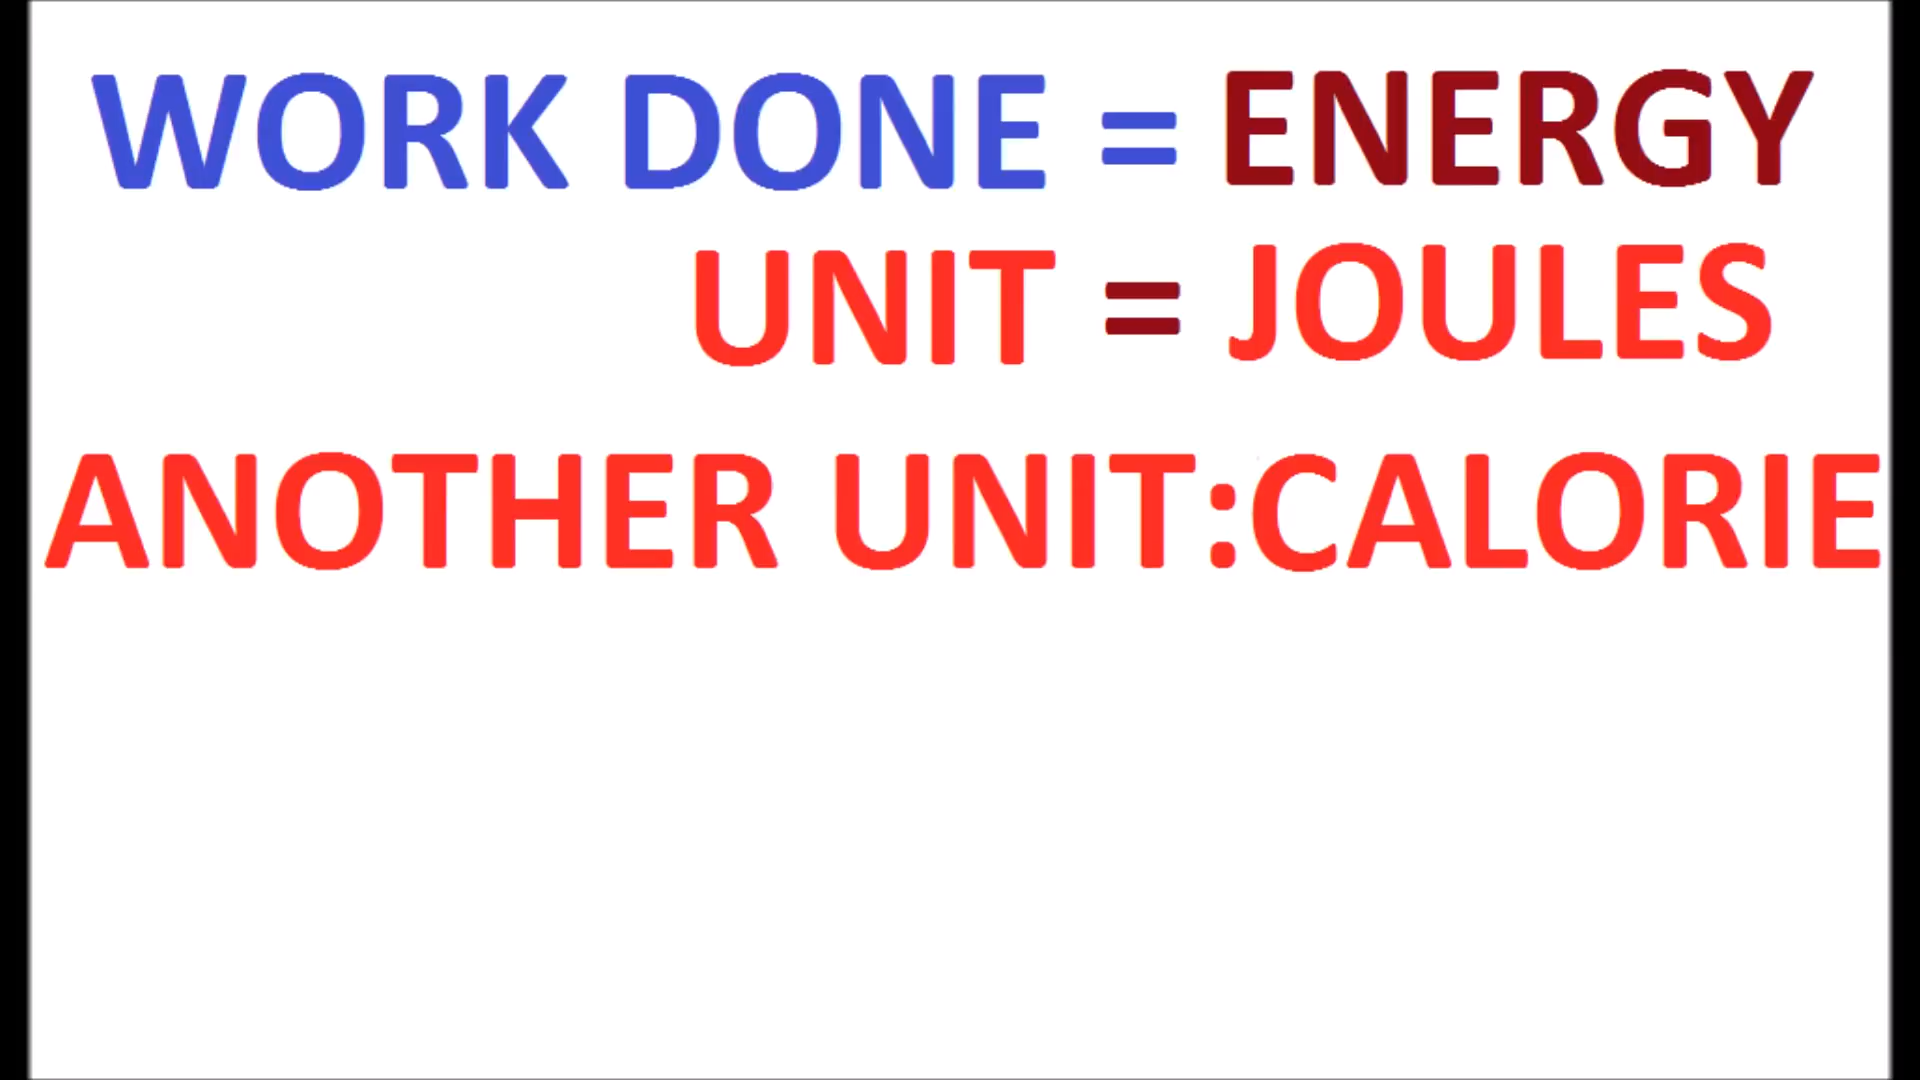 WORK DONE = ENERGY
UNIT = JOULES
ANOTHER UNIT:CALORIE